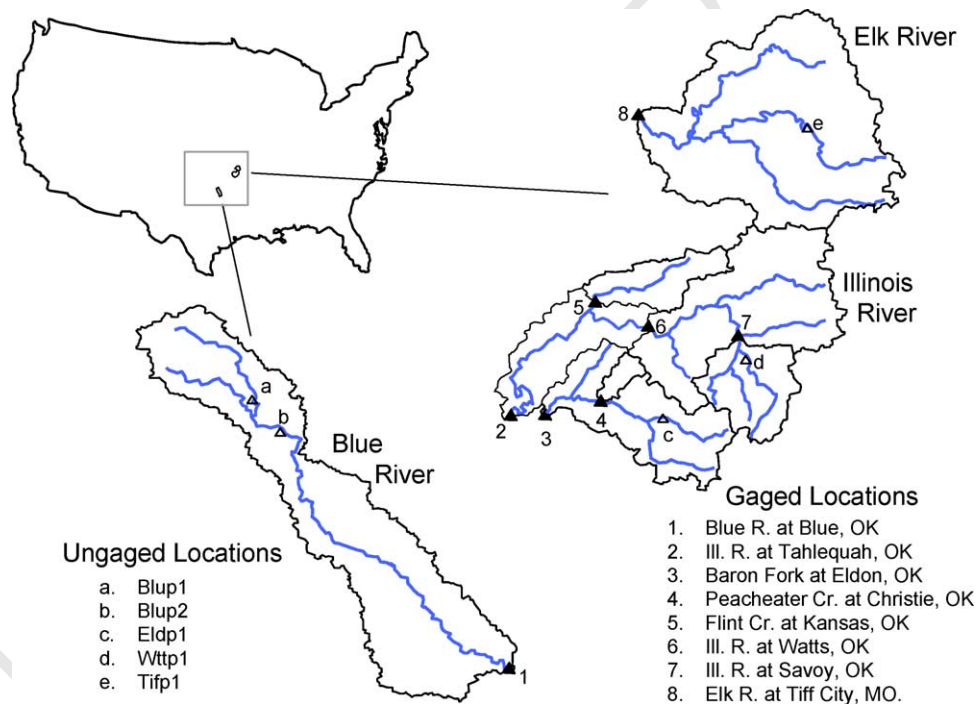 Elk River
8
e
Illinois
River
5
6
7
d
a
b
2
3
4
c
Blue
River
1
Ungaged Locations
a. Blup1
b. Blup2
c. Eldp1
d. Wttp1
e. Tifp1
Gaged Locations
1. Blue R. at Blue, OK
2. Ill. R. at Tahlequah, OK
3. Baron Fork at Eldon, OK
4. Peacheater Cr. at Christie, OK
5. Flint Cr. at Kansas, OK
6. Ill. R. at Watts, OK
7. Ill. R. at Savoy, OK
8. Elk R. at Tiff City, MO.